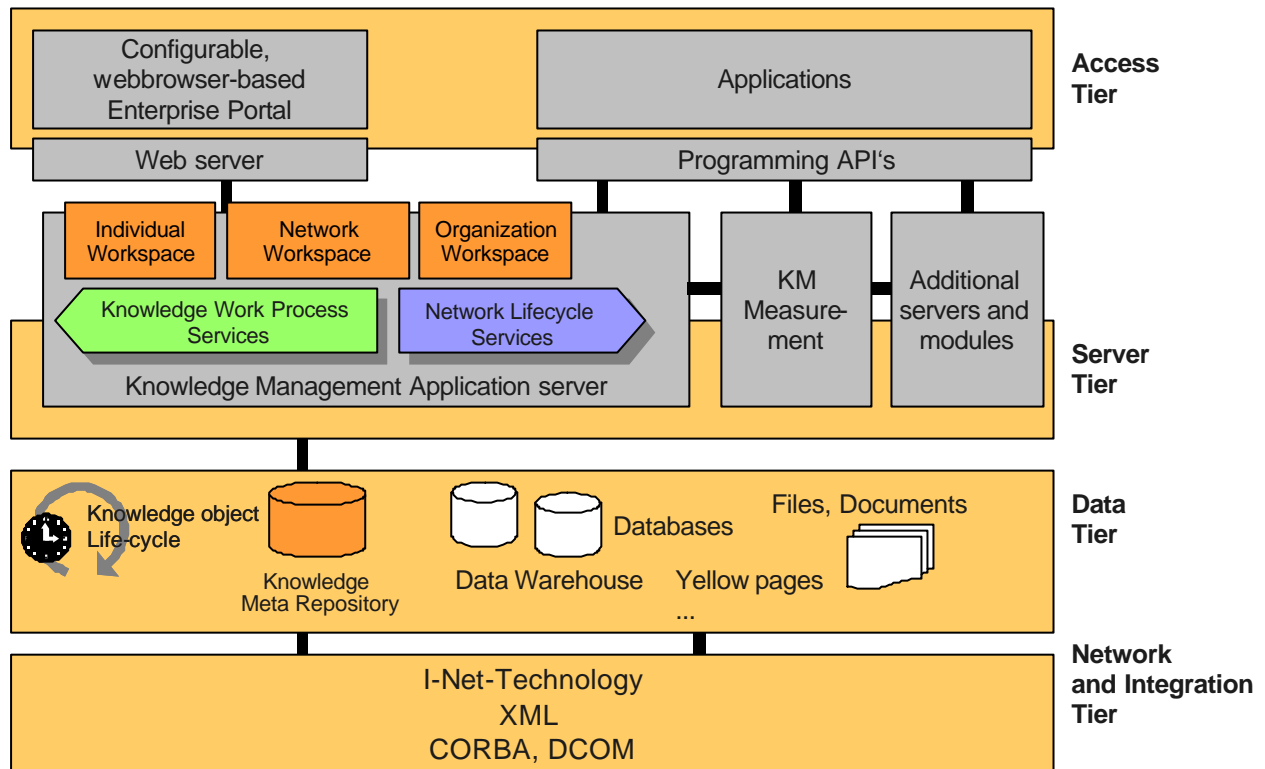 Configurable,
webbrowser-based
Enterprise Portal
Applications
Access
Tier
Web server
Programming API‘s
Individual
Workspace
Network
Workspace
Organization
Workspace
Knowledge Work Process
Services
Network Lifecycle
Services
Knowledge Management Application server
KM
Measure-
ment
Additional
servers and
modules
Server
Tier
Knowledge object
Life-cycle
Knowledge
Meta Repository
Databases
Data Warehouse
Files, Documents
Yellow pages
...
Data
Tier
I-Net-Technology
XML
CORBA, DCOM
Network
and Integration
Tier